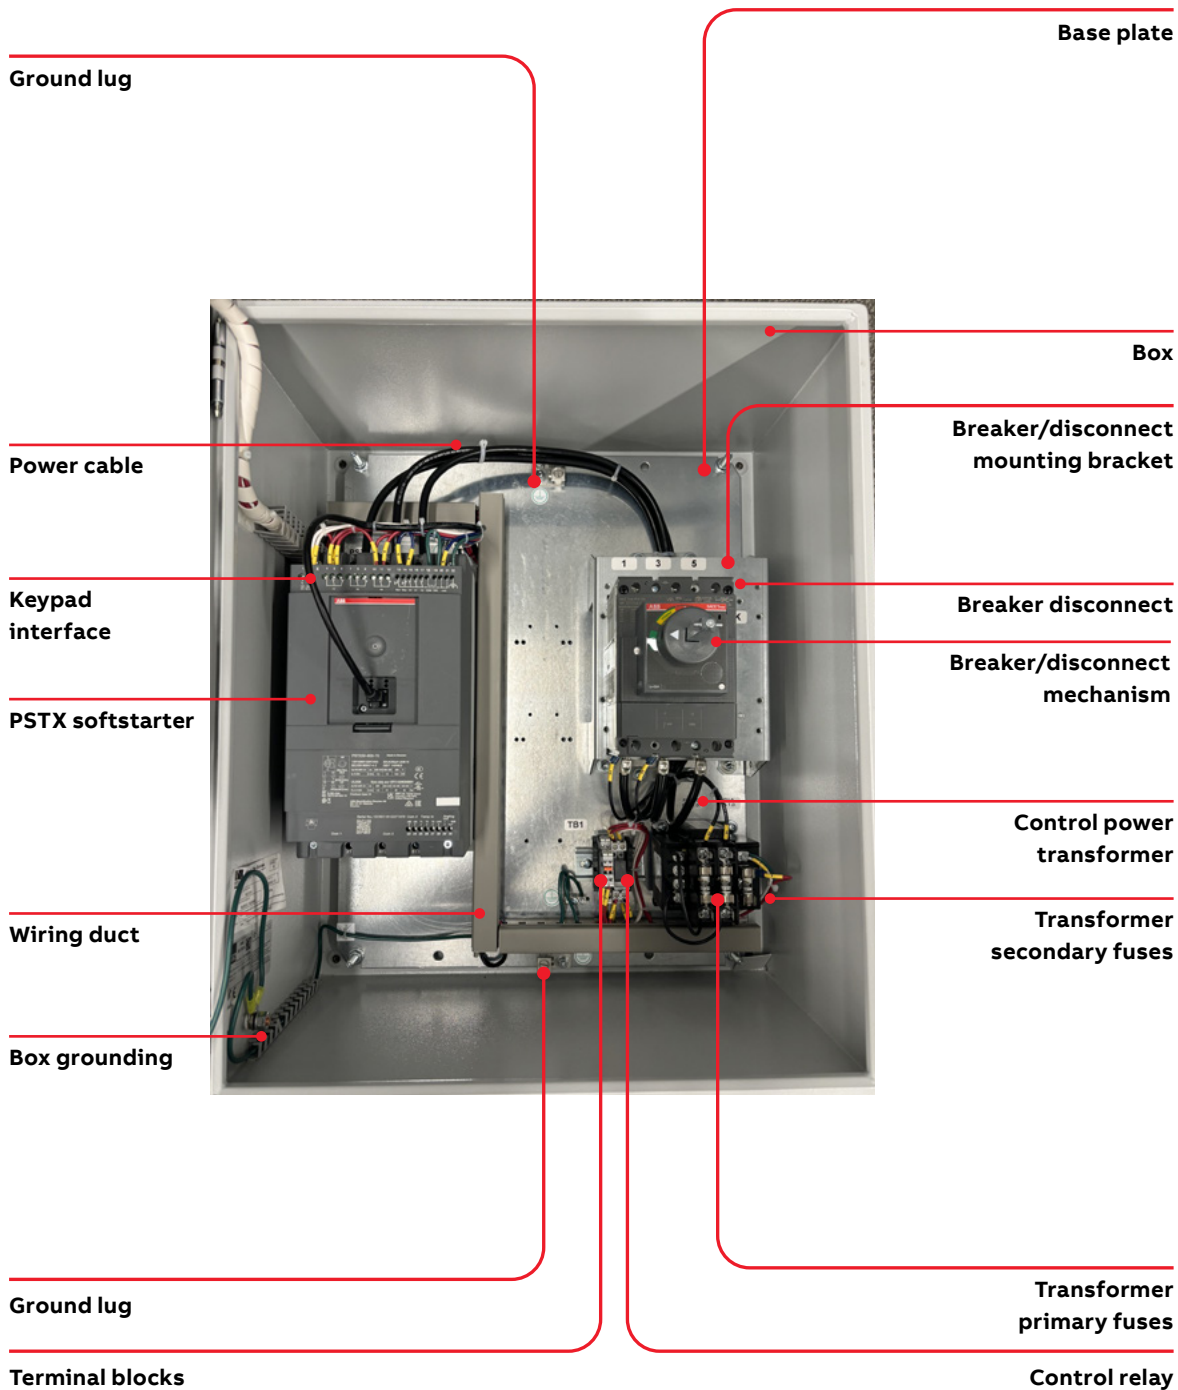 Base plate
Ground lug
Box
Breaker/disconnect
mounting bracket
Power cable
1 3 5
Keypad
interface
Breaker disconnect
ABB
ABB
Breaker/disconnect
mechanism
PSTX softstarter
TB1
Control power
transformer
Wiring duct
Transformer
secondary fuses
Box grounding
Ground lug
Transformer
primary fuses
Terminal blocks
Control relay